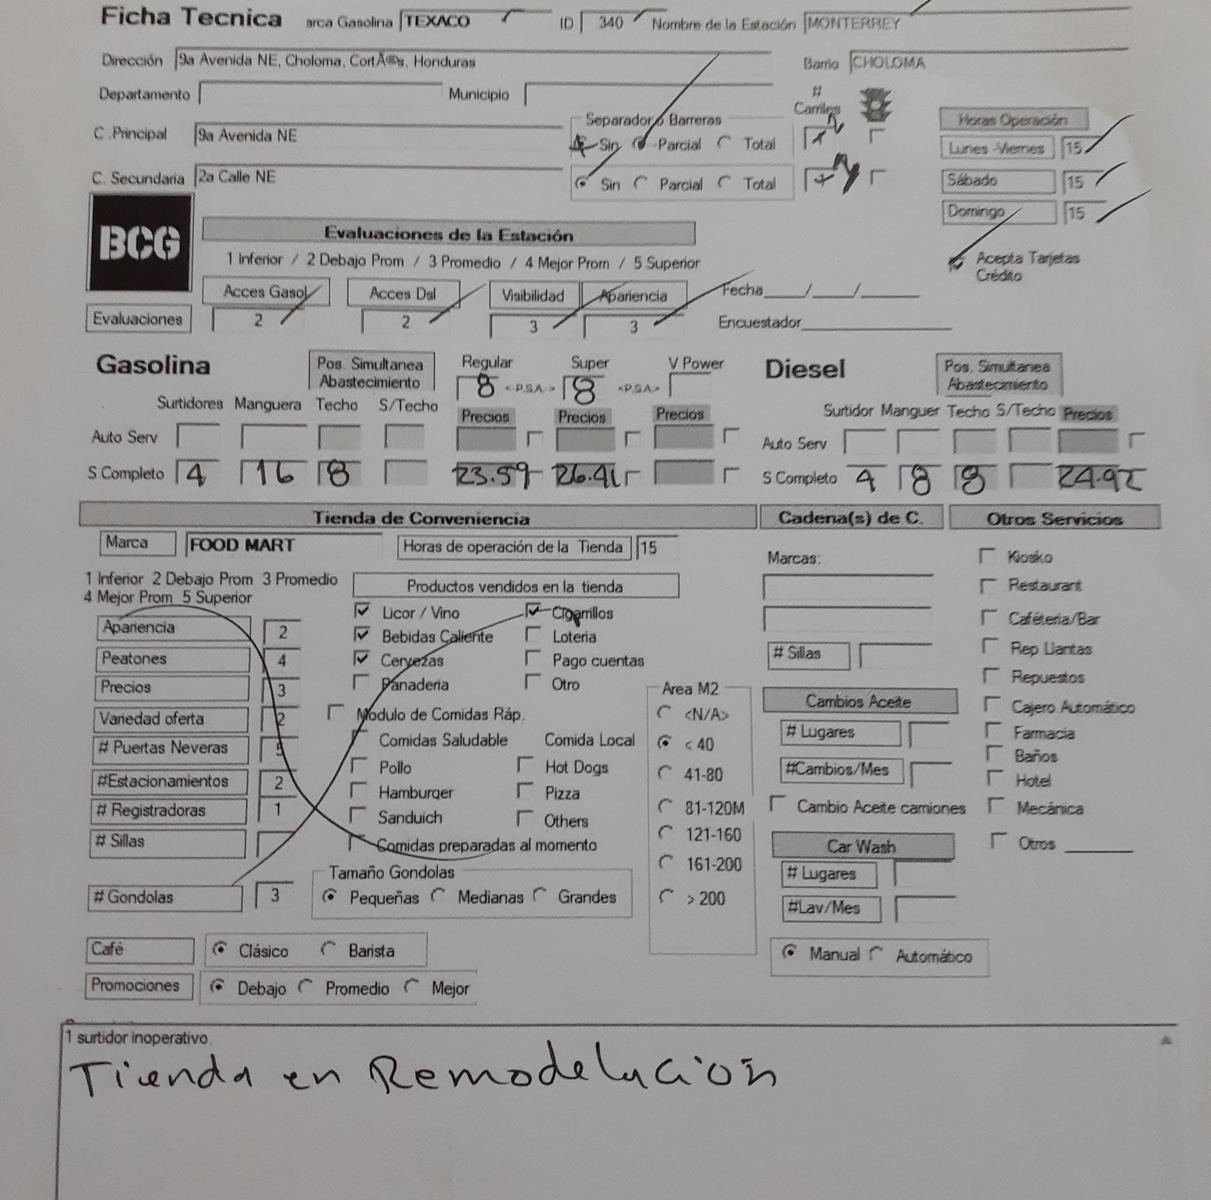 Ficha Tecnica arca Gasolina TEXACO ID 340 Nombre de la Estación MONTERREY
Dirección 9a Avenida NE, Choloma, CortÃ®s, Honduras Barrio CHOLOMA
Departamento Municipio # Carriles
C .Principal 9a Avenida NE Separador o Barreras Sin Parcial Total Horas Operación
Lunes -Viernes 15
C. Secundaria 2a Calle NE Sin Parcial Total Sábado 15
Domingo 15
BCG Evaluaciones de la Estación
1 Inferior / 2 Debajo Prom / 3 Promedio / 4 Mejor Prom / 5 Superior Acepta Tarjetas Crédito
Acces Gasol Acces Dsl Visibilidad Apariencia Fecha___/___/_____
Evaluaciones 2 2 3 3 Encuestador____________
Gasolina Pos. Simultanea Abastecimiento Regular Super V Power Diesel Pos. Simultanea Abastecimiento
8 <-P.S.A.-> 8 <-P.S.A.->
Surtidores Manguera Techo S/Techo Precios Precios Precios Surtidor Manguer Techo S/Techo Precios
Auto Serv Auto Serv
S Completo 4 16 8 23.59 26.41 S Completo 4 8 8 24.92
Tienda de Conveniencia Cadena(s) de C. Otros Servicios
Marca FOOD MART Horas de operación de la Tienda 15 Marcas: Kiosko
1 Inferior 2 Debajo Prom 3 Promedio Productos vendidos en la tienda Restaurant
4 Mejor Prom 5 Superior Licor / Vino Cigarrillos Caféteria/Bar
Apariencia 2 Bebidas Caliente Loteria Rep Llantas
Peatones 4 Cervezas Pago cuentas # Sillas Repuestos
Precios 3 Panaderia Otro Area M2 Cambios Aceite Cajero Automático
Variedad oferta 2 Modulo de Comidas Ráp. <N/A> # Lugares Farmacia
# Puertas Neveras 5 Comidas Saludable Comida Local < 40 Baños
#Estacionamientos 2 Pollo Hot Dogs 41-80 #Cambios/Mes Hotel
# Registradoras 1 Hamburger Pizza 81-120M Cambio Aceite camiones Mecánica
# Sillas Sanduich Others 121-160 Car Wash Otros ________
Comidas preparadas al momento 161-200 # Lugares
Tamaño Gondolas
# Gondolas 3 Pequeñas Medianas Grandes > 200 #Lav/Mes
Café Clásico Barista Manual Automático
Promociones Debajo Promedio Mejor
1 surtidor inoperativo.
Tienda en Remodelación